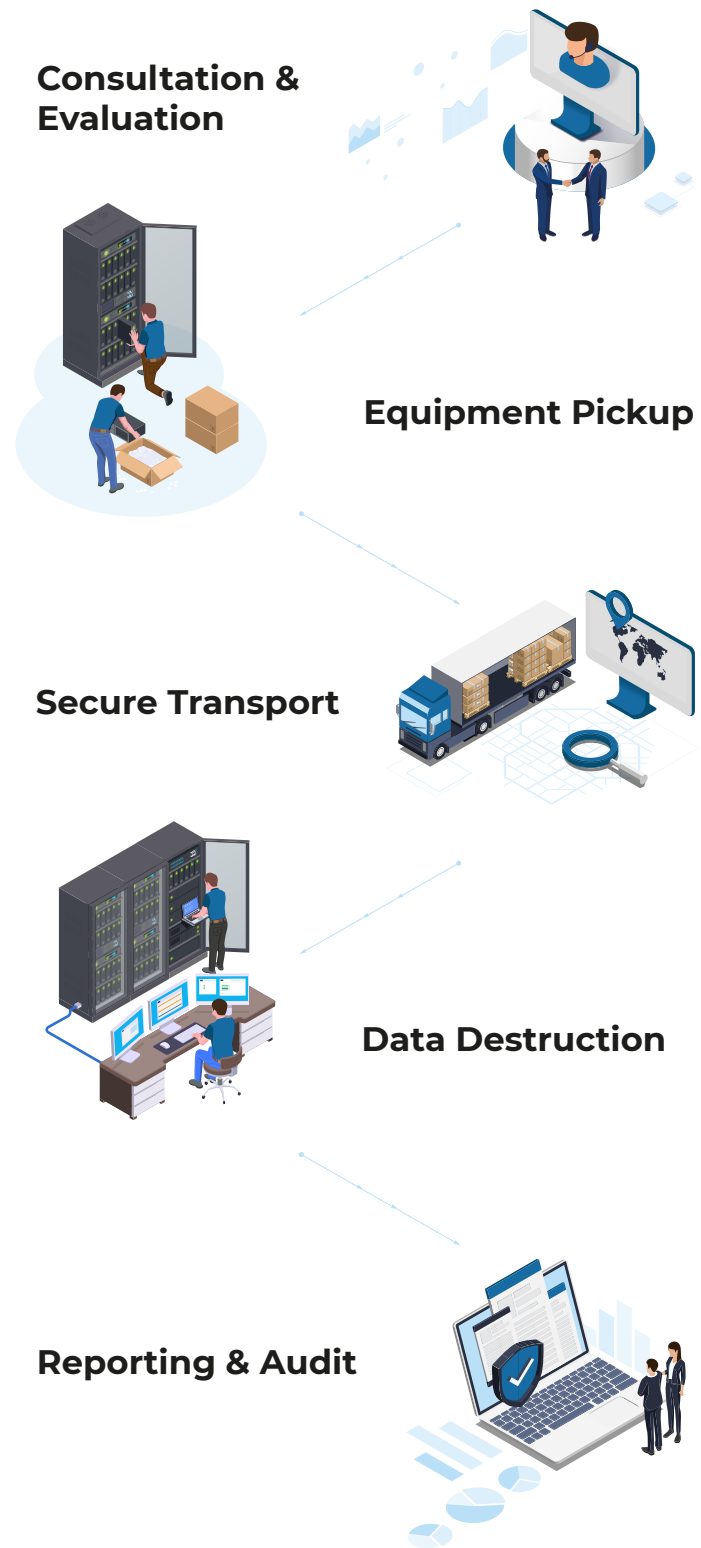 Consultation &
Evaluation
Equipment Pickup
Secure Transport
Data Destruction
Reporting & Audit